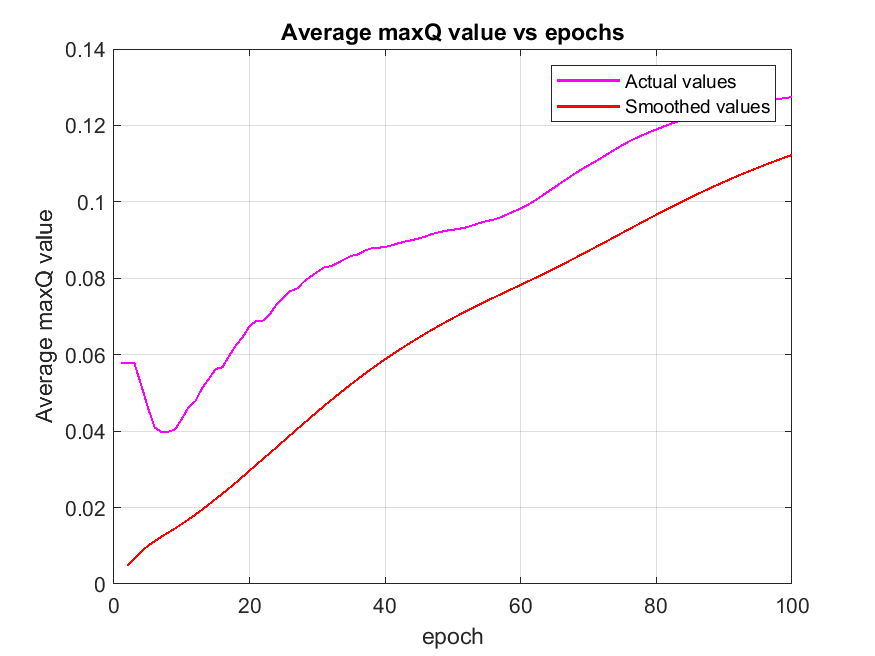 Average maxQ value vs epochs
0.14
0.12
0.1
0.08
0.06
0.04
0.02
0
Average maxQ value
Actual values
Smoothed values
0 20 40 60 80 100
epoch